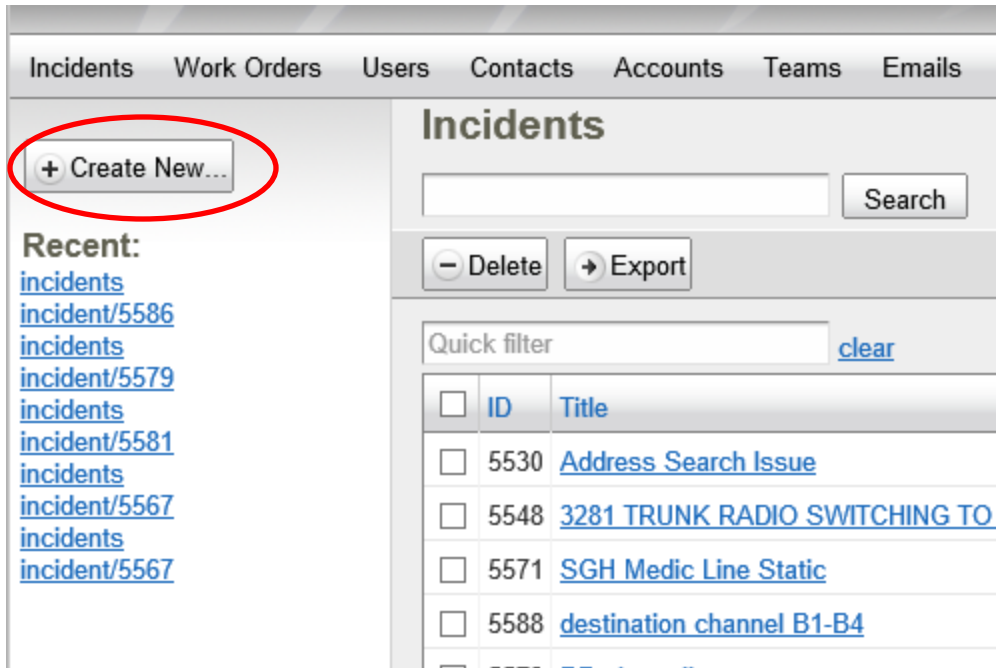 Incidents Work Orders Users Contacts Accounts Teams Emails
Create New...
Recent:
incidents
incident/5586
incidents
incident/5579
incidents
incident/5581
incidents
incident/5567
incidents
incident/5567
Incidents
Search
Delete Export
Quick filter clear
ID Title
5530 Address Search Issue
5548 3281 TRUNK RADIO SWITCHING TO
5571 SGH Medic Line Static
5588 destination channel B1-B4